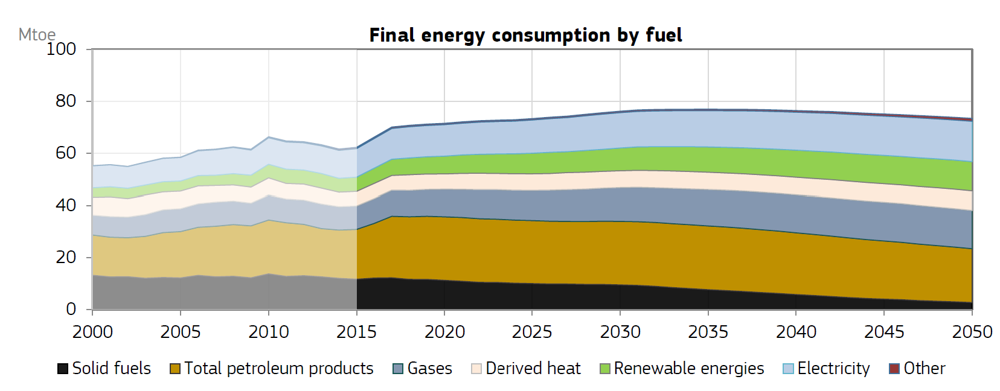 Mtoe
Final energy consumption by fuel
100
80
60
40
20
0
2000 2005 2010 2015 2020 2025 2030 2035 2040 2045 2050
Solid fuels Total petroleum products Gases Derived heat Renewable energies Electricity Other